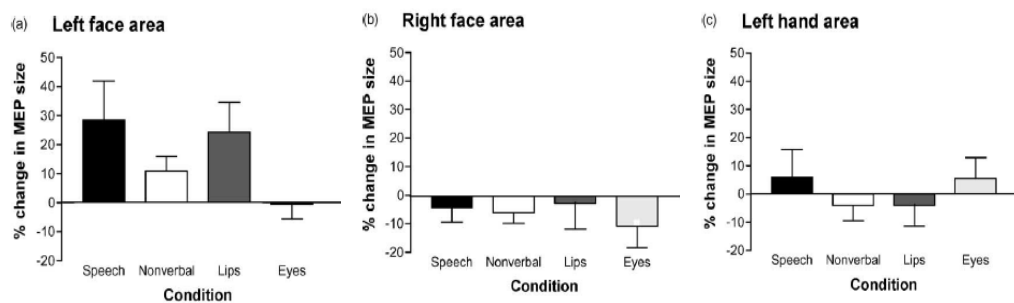 (a) Left face area
% change in MEP size
50
40
30
20
10
0
-10
-20
Speech Nonverbal Lips Eyes
Condition
(b) Right face area
% change in MEP size
50
40
30
20
10
0
-10
-20
Speech Nonverbal Lips Eyes
Condition
(c) Left hand area
% change in MEP size
50
40
30
20
10
0
-10
-20
Speech Nonverbal Lips Eyes
Condition